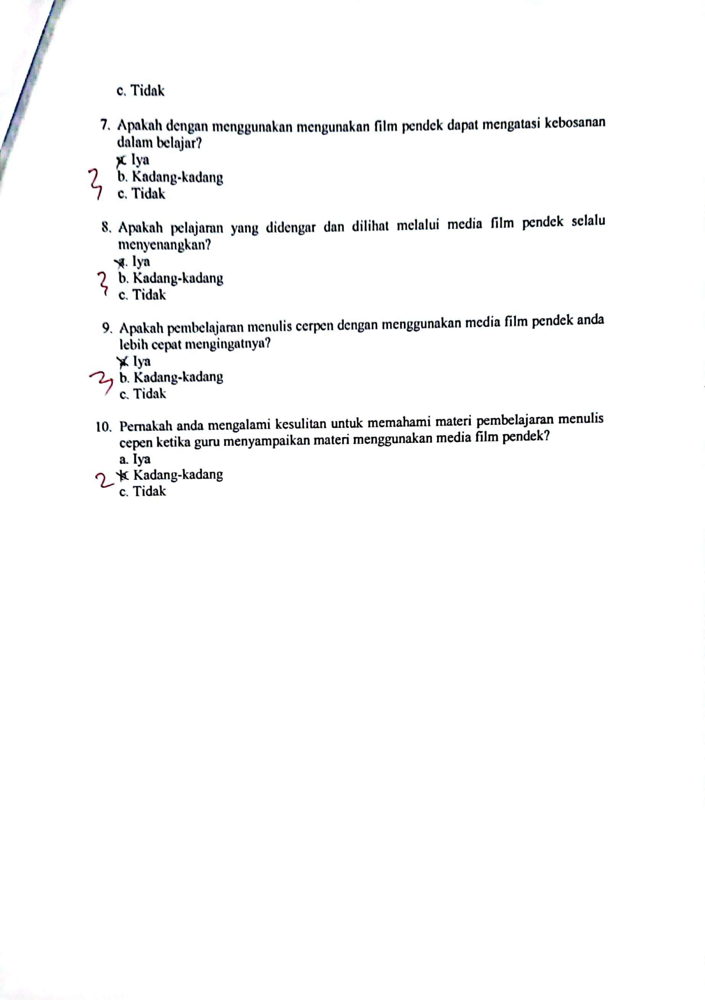 c. Tidak
7. Apakah dengan menggunakan mengunakan film pendek dapat mengatasi kebosanan
dalam belajar?
Iya
3
b. Kadang-kadang
c. Tidak
8. Apakah pelajaran yang didengar dan dilihat melalui media film pendek selalu
menyenangkan?
a. Iya
3
b. Kadang-kadang
c. Tidak
9. Apakah pembelajaran menulis cerpen dengan menggunakan media film pendek anda
lebih cepat mengingatnya?
Iya
3
b. Kadang-kadang
c. Tidak
10. Pernakah anda mengalami kesulitan untuk memahami materi pembelajaran menulis
cepen ketika guru menyampaikan materi menggunakan media film pendek?
a. Iya
2
Kadang-kadang
c. Tidak